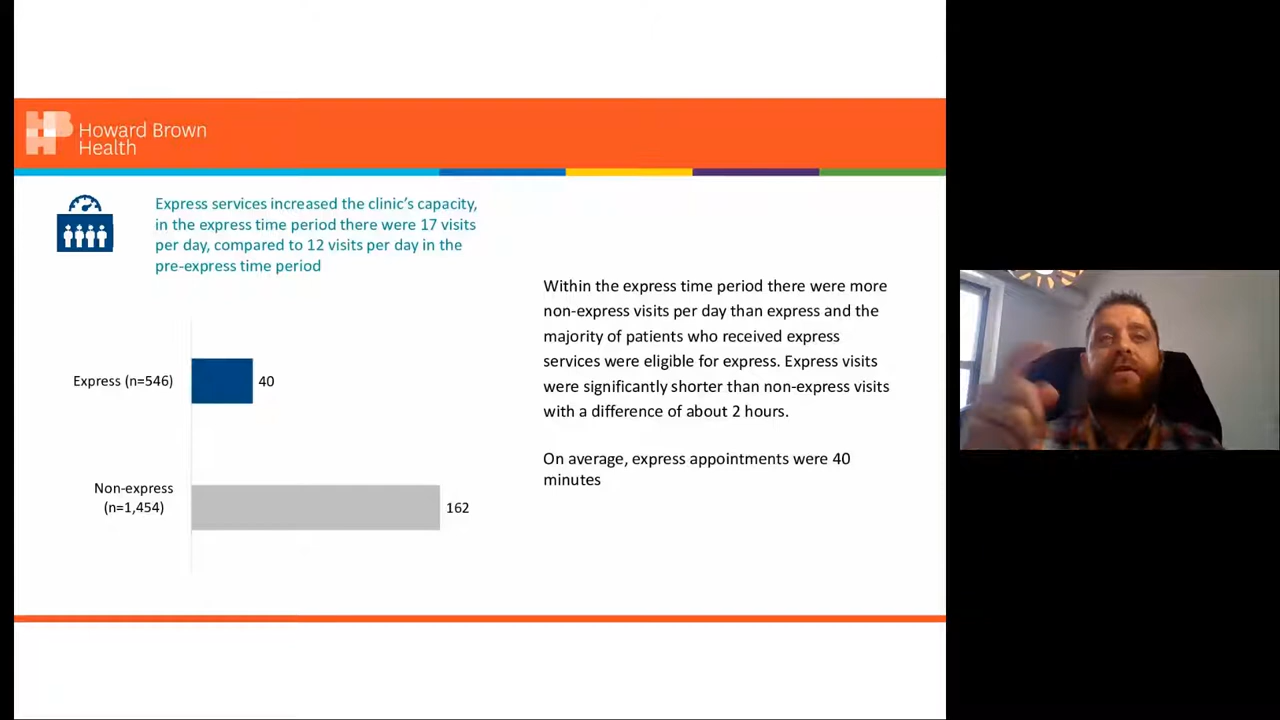 Howard Brown
Health
Express services increased the clinic's capacity,
in the express time period there were 17 visits
per day, compared to 12 visits per day in the
pre-express time period
Express (n=546)
40
Non-express
(n=1,454)
162
Within the express time period there were more
non-express visits per day than express and the
majority of patients who received express
services were eligible for express. Express visits
were significantly shorter than non-express visits
with a difference of about 2 hours.
On average, express appointments were 40
minutes